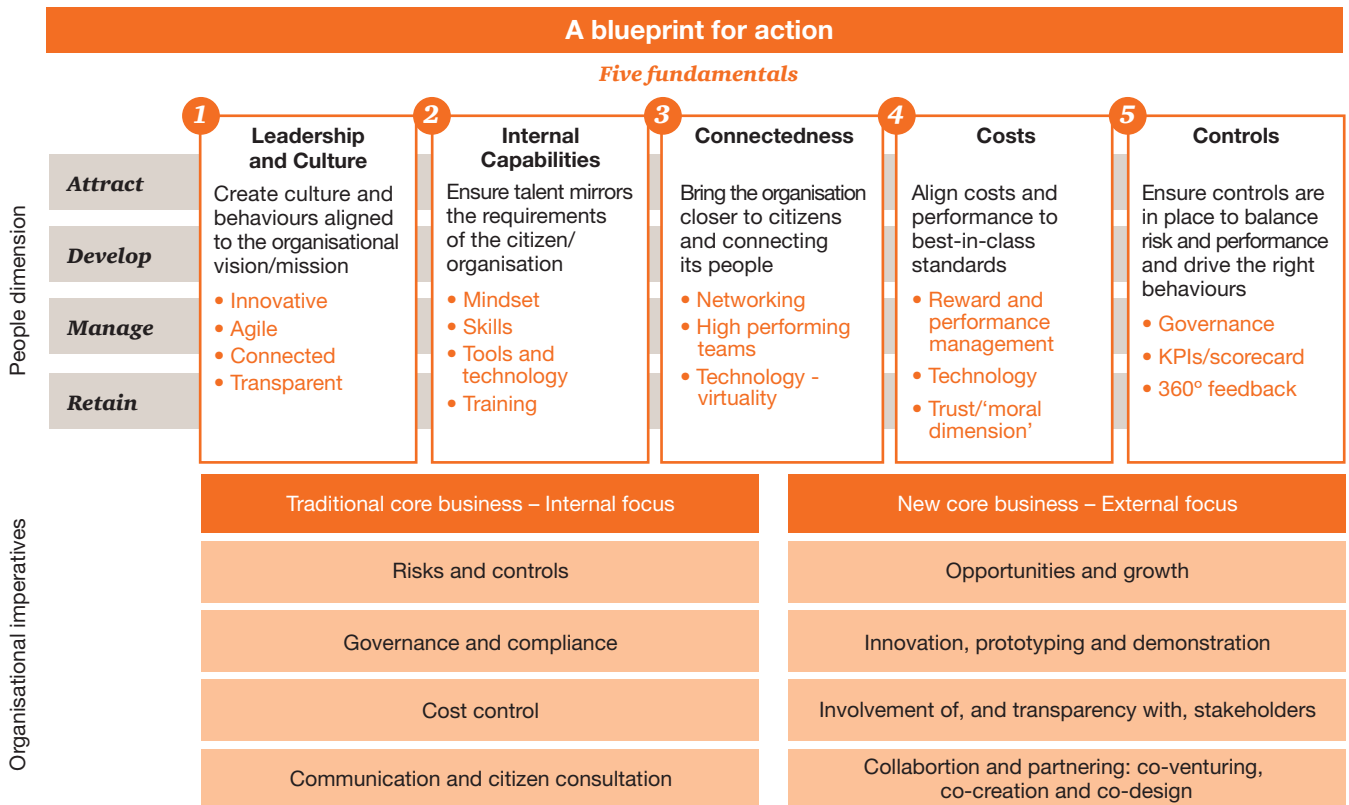 A blueprint for action
Five fundamentals
People dimension
Attract
Develop
Manage
Retain
1
Leadership
and Culture
Create culture and
behaviours aligned
to the organisational
vision/mission
• Innovative
• Agile
• Connected
• Transparent
2
Internal
Capabilities
Ensure talent mirrors
the requirements
of the citizen/
organisation
• Mindset
• Skills
• Tools and
technology
• Training
3
Connectedness
Bring the organisation
closer to citizens
and connecting
its people
• Networking
• High performing
teams
• Technology -
virtuality
4
Costs
Align costs and
performance to
best-in-class
standards
• Reward and
performance
management
• Technology
• Trust/‘moral
dimension’
5
Controls
Ensure controls are
in place to balance
risk and performance
and drive the right
behaviours
• Governance
• KPIs/scorecard
• 360º feedback
Organisational imperatives
Traditional core business – Internal focus
Risks and controls
Governance and compliance
Cost control
Communication and citizen consultation
New core business – External focus
Opportunities and growth
Innovation, prototyping and demonstration
Involvement of, and transparency with, stakeholders
Collabortion and partnering: co-venturing,
co-creation and co-design